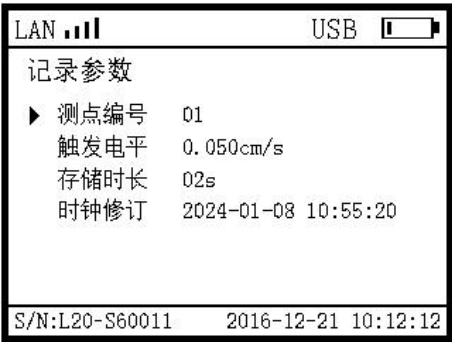 LAN USB
记录参数
测点编号 01
触发电平 0.050cm/s
存储时长 02s
时钟修订 2024-01-08 10:55:20
S/N:L20-S60011 2016-12-21 10:12:12